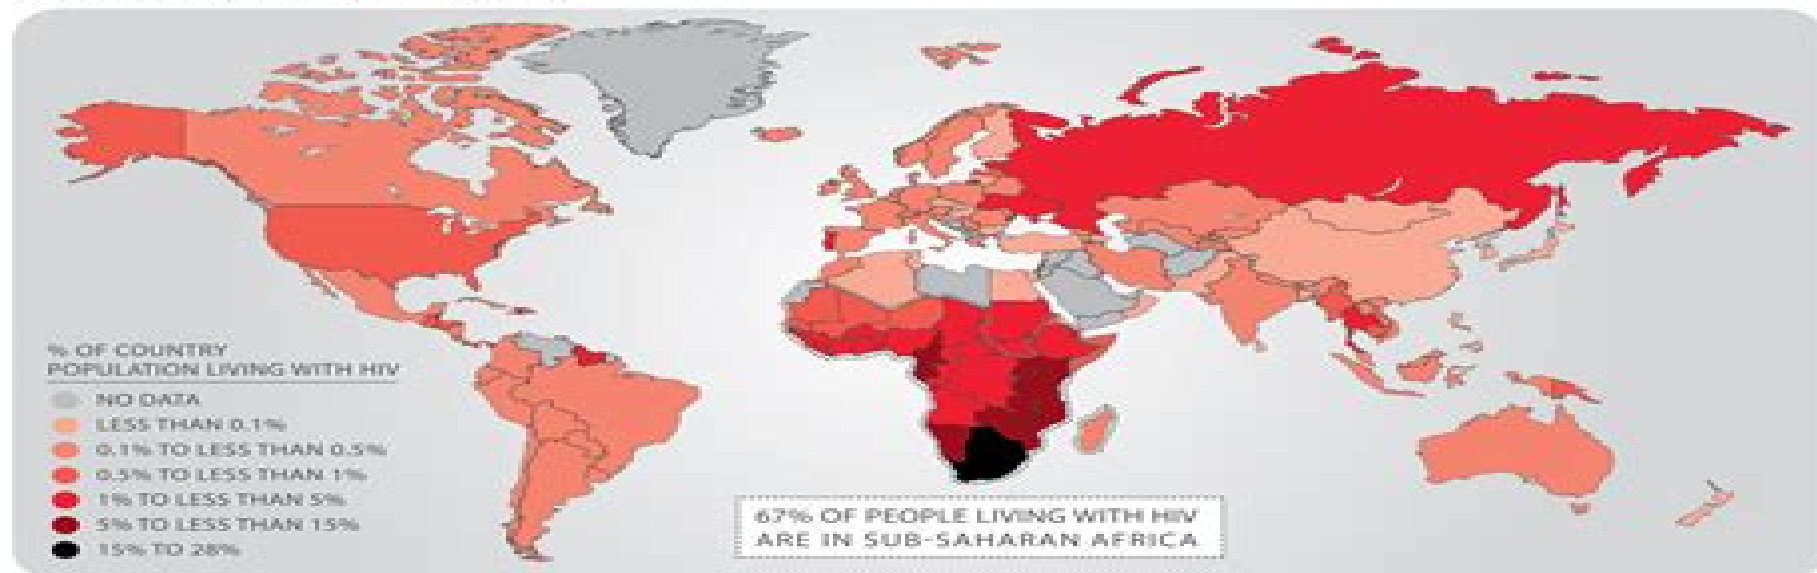 % OF COUNTRY
POPULATION LIVING WITH HIV
NO DATA
LESS THAN 0.1%
0.1% TO LESS THAN 0.5%
0.5% TO LESS THAN 1%
1% TO LESS THAN 5%
5% TO LESS THAN 15%
15% TO 28%
67% OF PEOPLE LIVING WITH HIV
ARE IN SUB-SAHARAN AFRICA